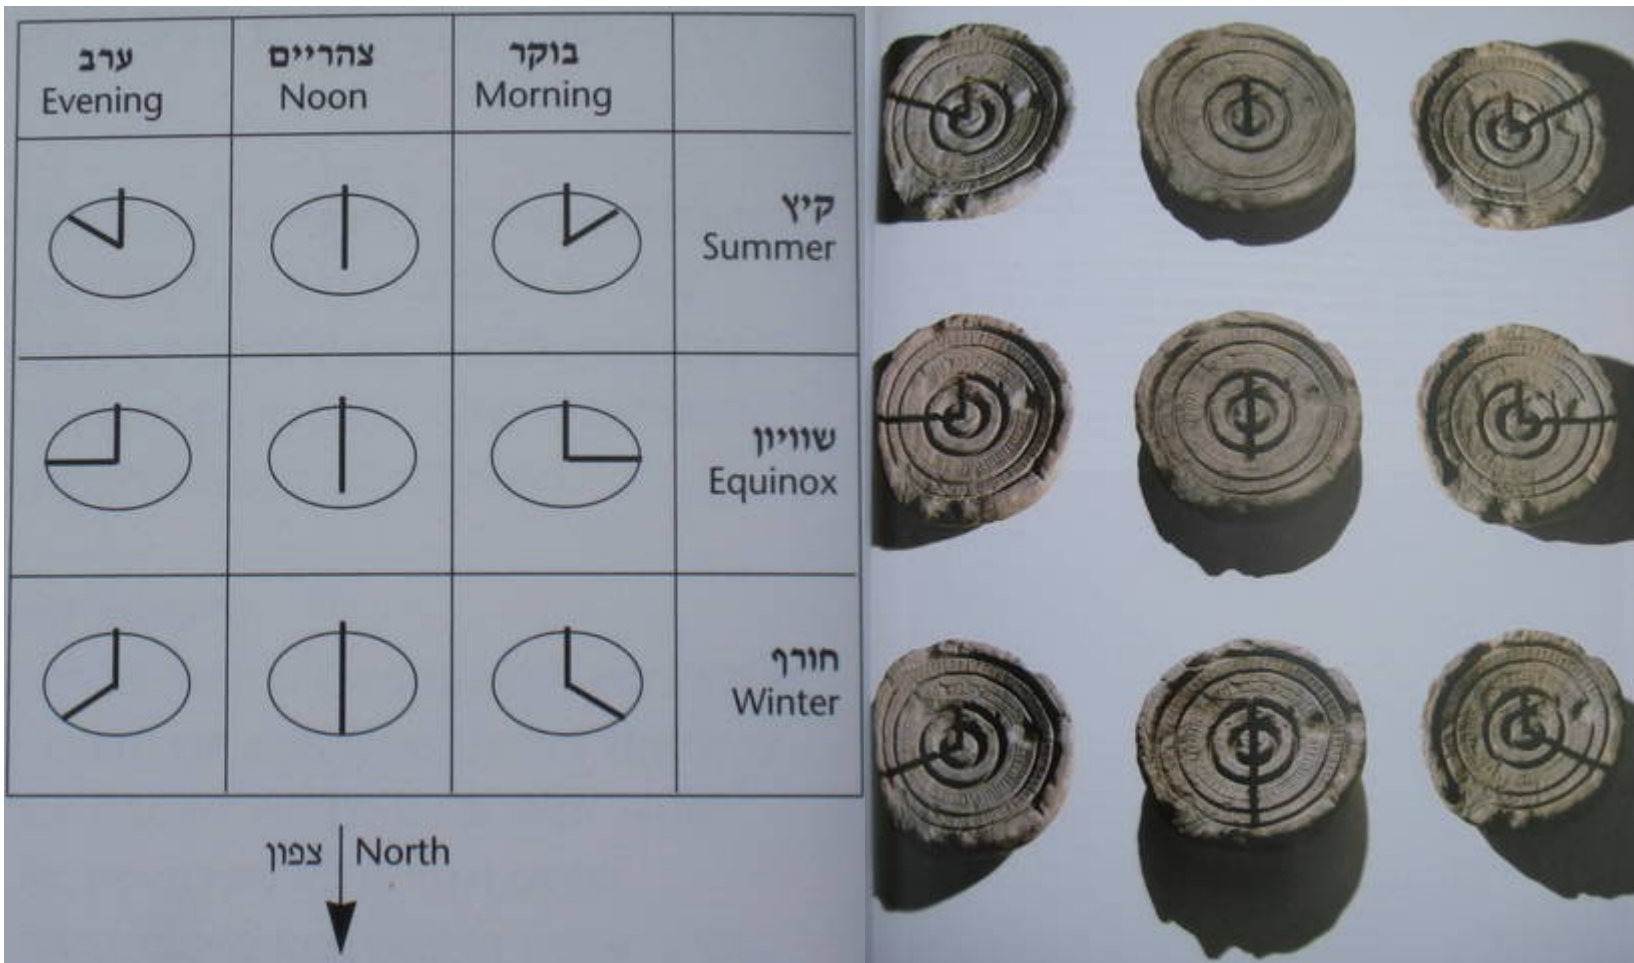 ערב
Evening
צהריים
Noon
בוקר
Morning
קיץ
Summer
שוויון
Equinox
חורף
Winter
צפון
North